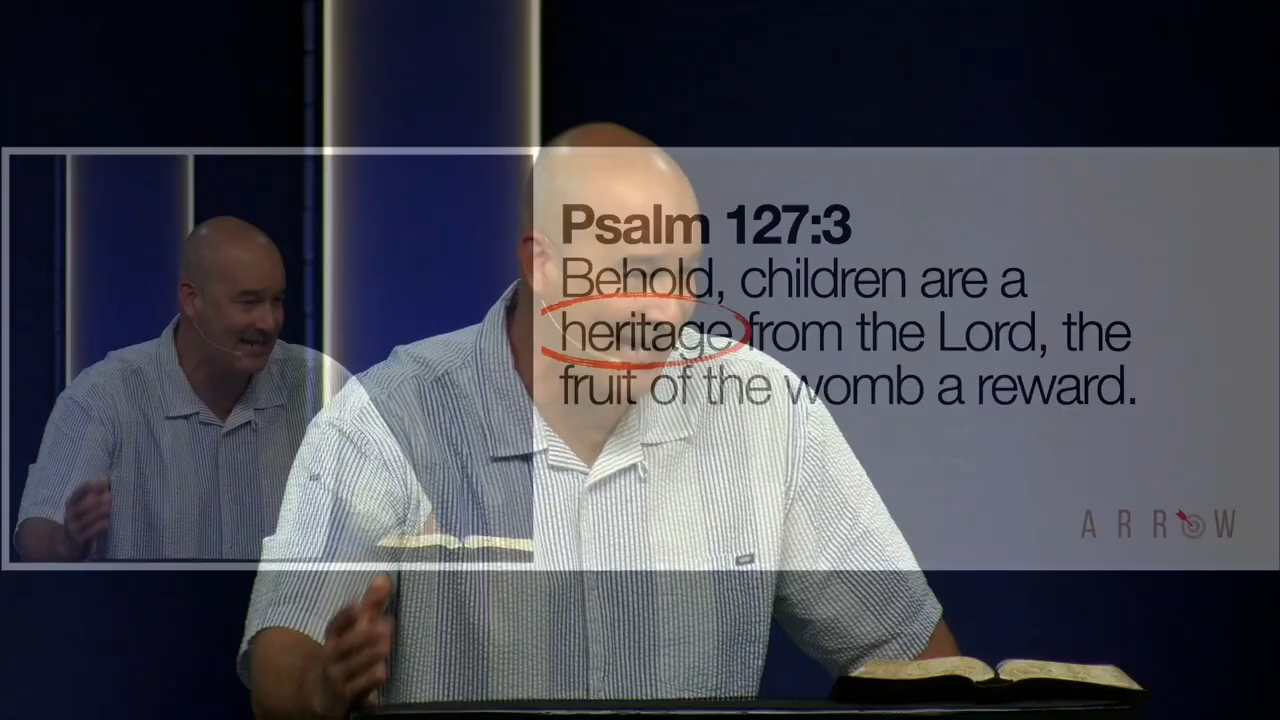 Psalm 127:3
Behold, children are a
heritage from the Lord, the
fruit of the womb a reward.
ARROW